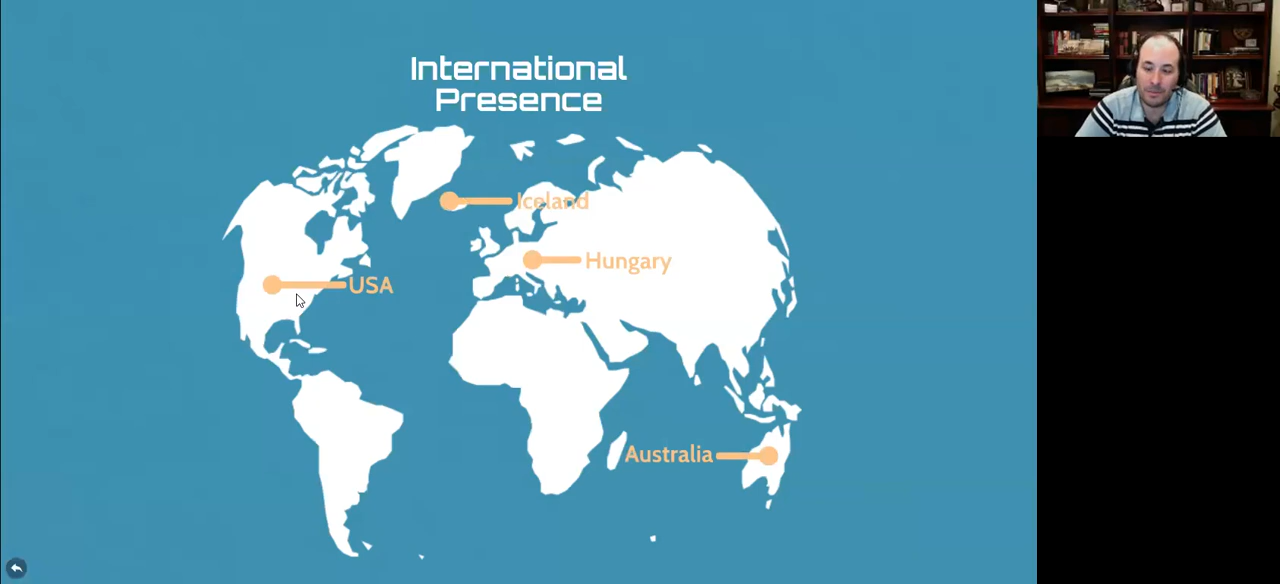 International
Presence
Iceland
Hungary
USA
Australia